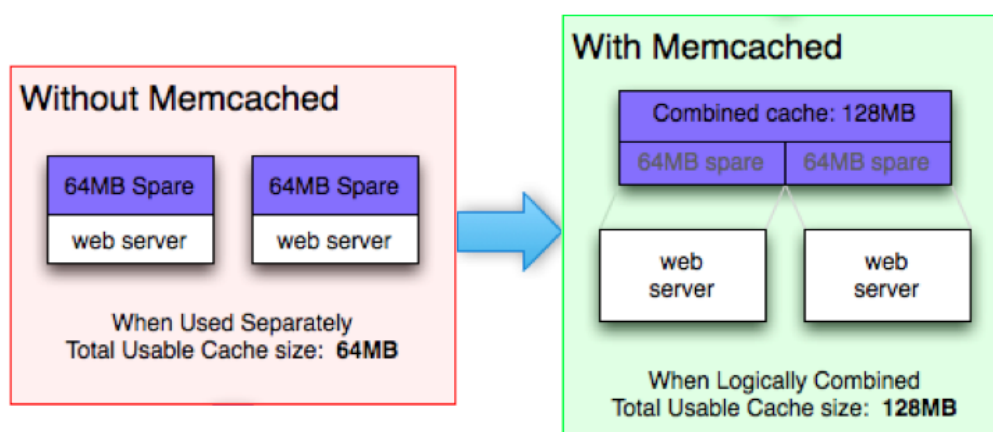 Without Memcached
64MB Spare
web server
64MB Spare
web server
When Used Separately
Total Usable Cache size: 64MB
With Memcached
Combined cache: 128MB
64MB spare
64MB spare
web
server
web
server
When Logically Combined
Total Usable Cache size: 128MB